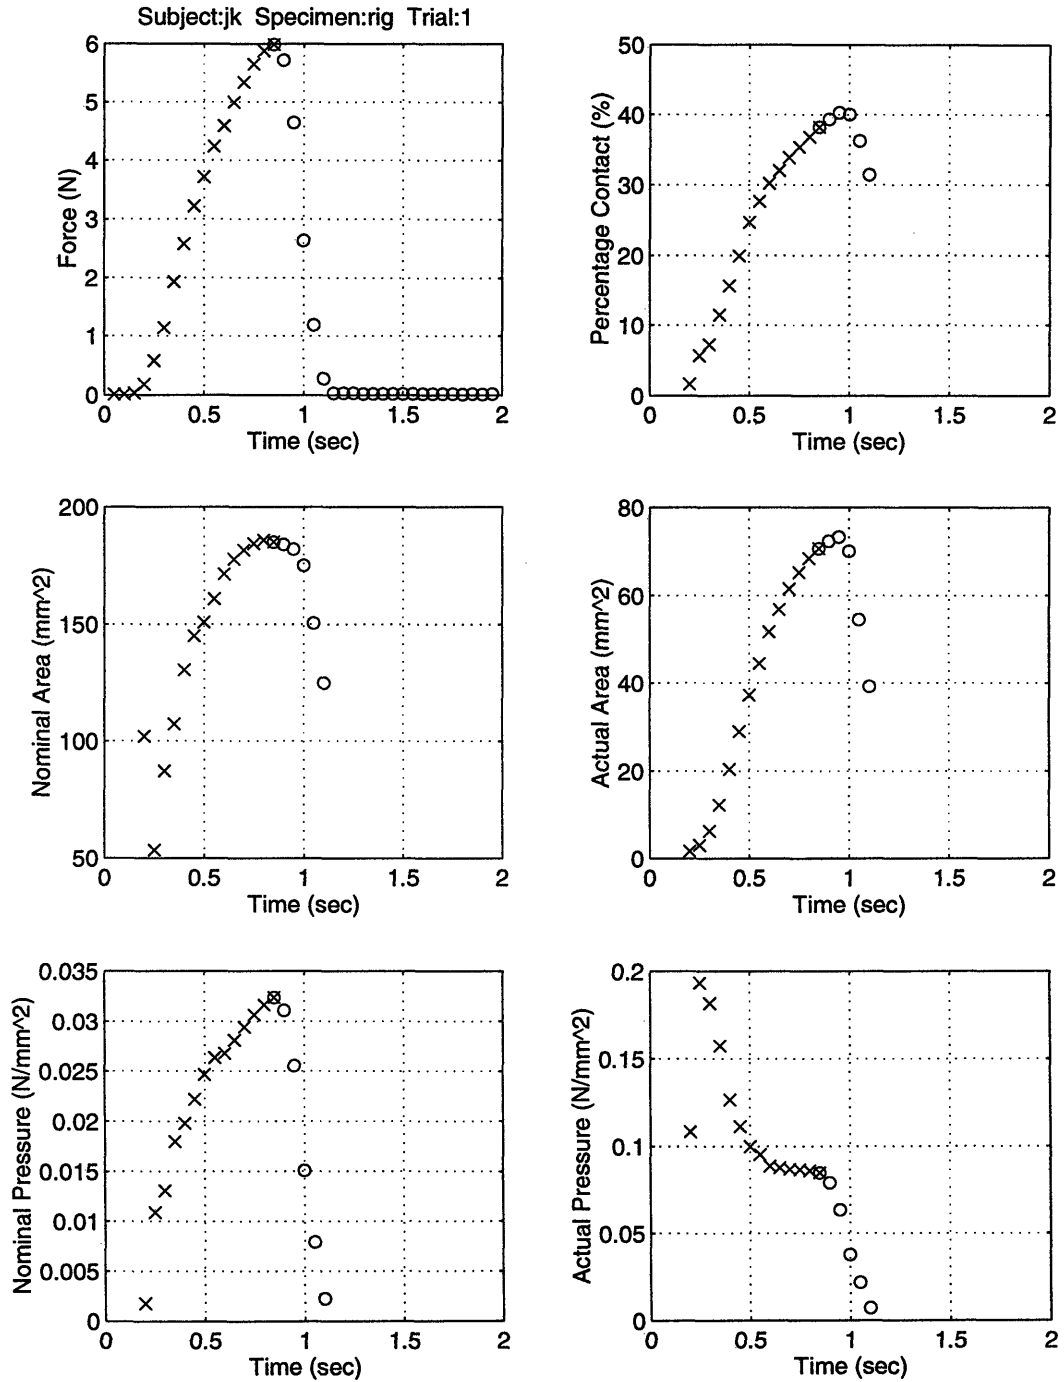 Subject:jk Specimen:rig Trial:1
6
5
4
3
2
1
0
Force (N)
0 0.5 1 1.5 2
Time (sec)
50
40
30
20
10
0
Percentage Contact (%)
0 0.5 1 1.5 2
Time (sec)
200
150
100
50
Nominal Area (mm^2)
0 0.5 1 1.5 2
Time (sec)
80
60
40
20
0
Actual Area (mm^2)
0 0.5 1 1.5 2
Time (sec)
0.035
0.03
0.025
0.02
0.015
0.01
0.005
0
Nominal Pressure (N/mm^2)
0 0.5 1 1.5 2
Time (sec)
0.2
0.15
0.1
0.05
0
Actual Pressure (N/mm^2)
0 0.5 1 1.5 2
Time (sec)